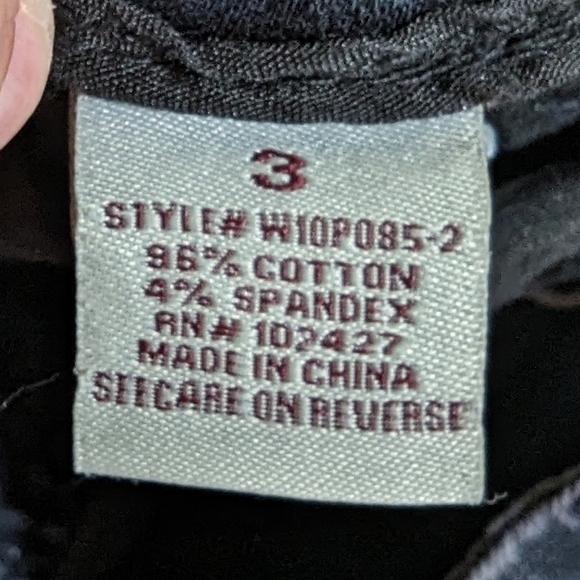 3
STYLE# W10P085-2
96% COTTON
4% SPANDEX
RN# 102427
MADE IN CHINA
SEE CARE ON REVERSE